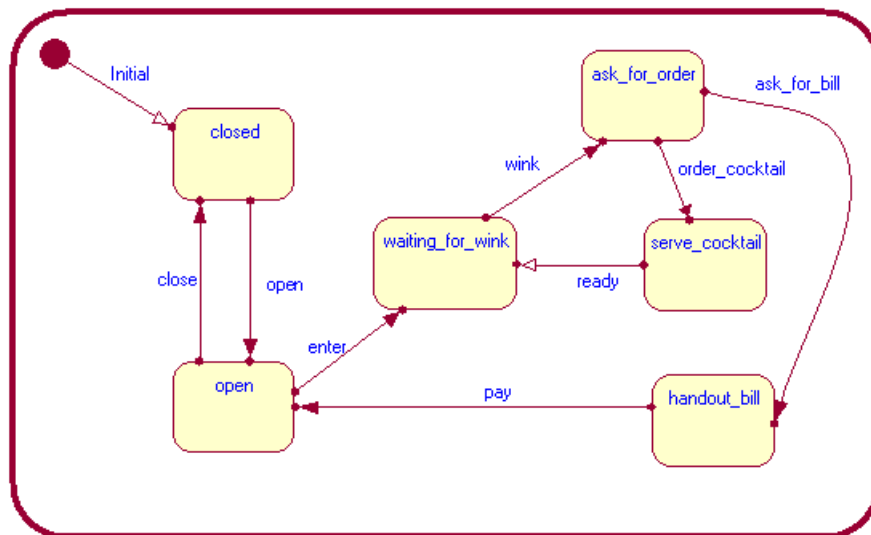 Initial
ask_for_order
ask_for_bill
closed
wink
order_cocktail
waiting_for_wink
serve_cocktail
close
open
ready
enter
open
pay
handout_bill